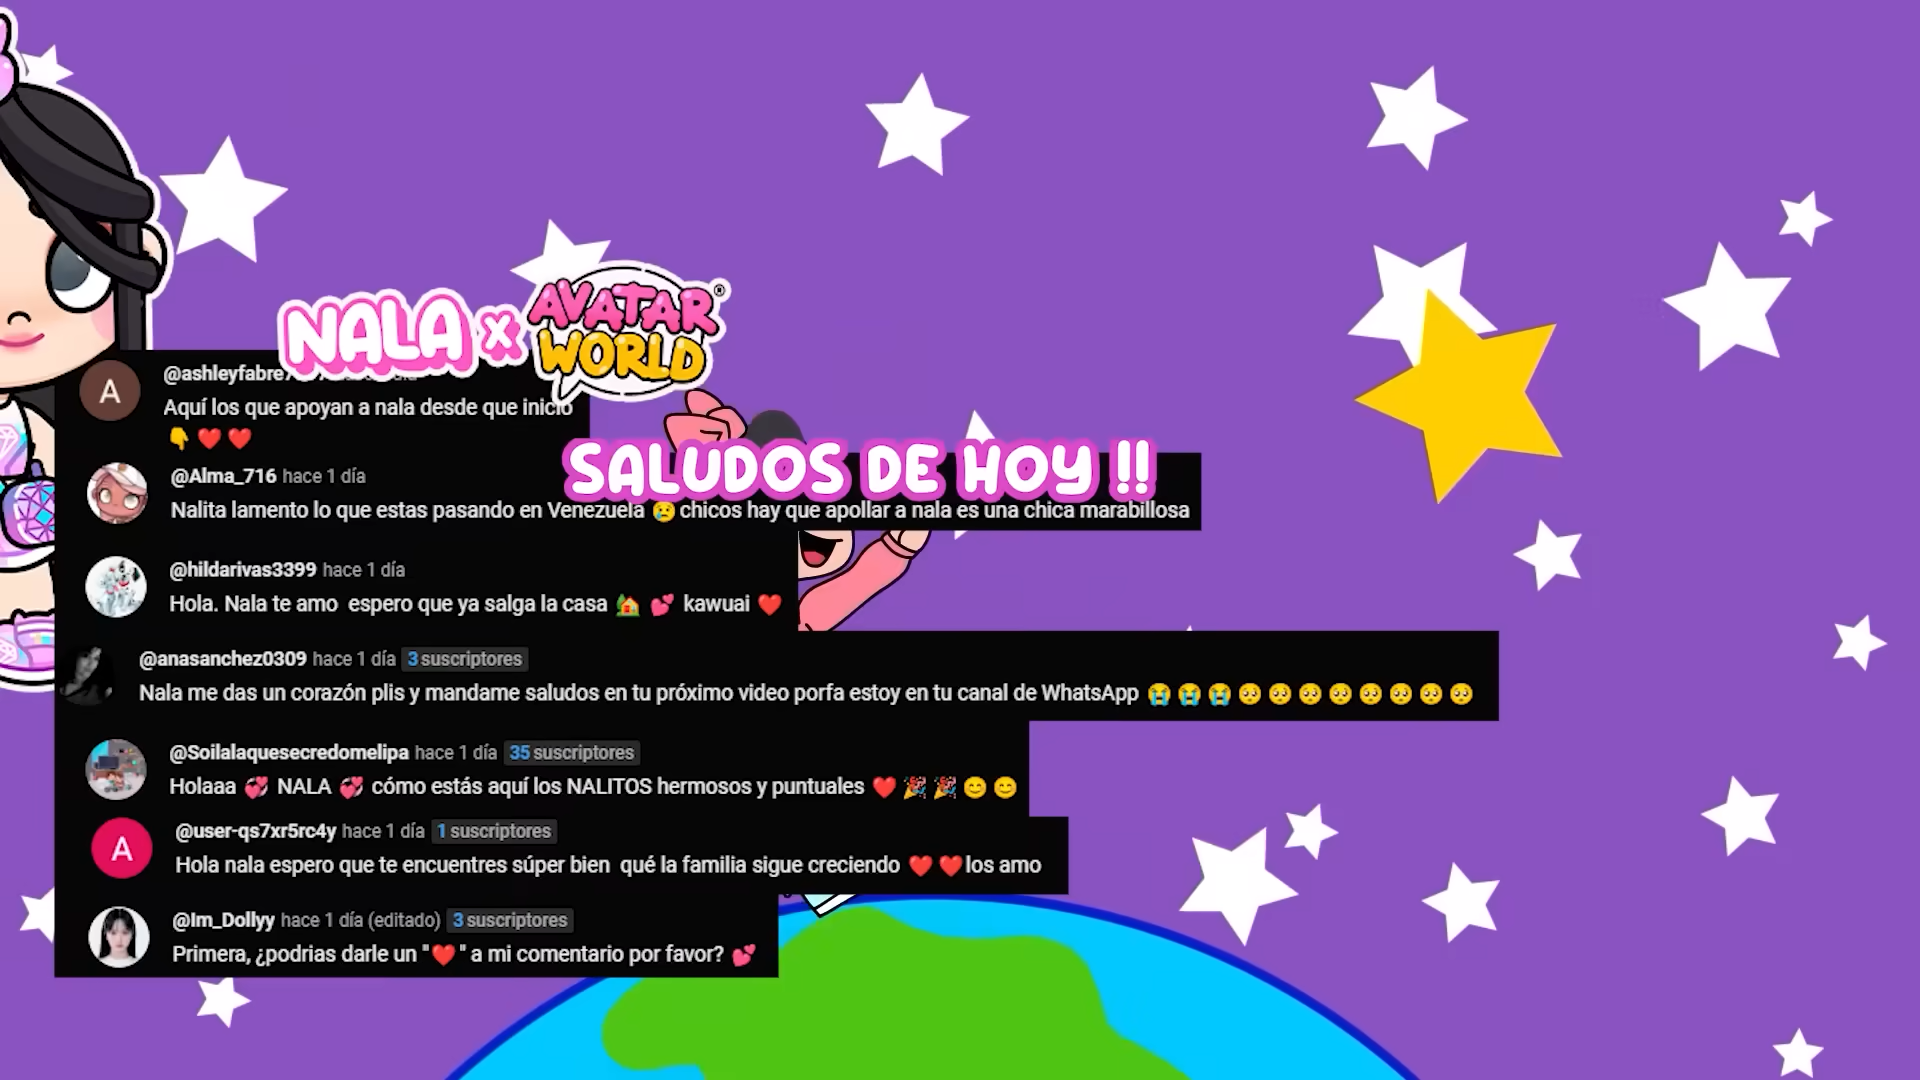 NALA x AVATAR WORLD®
A
@ashleyfabre
Aquí los que apoyan a nala desde que inicio
👇 ❤️ ❤️
SALUDOS DE HOY !!
@Alma_716 hace 1 día
Nalita lamento lo que estas pasando en Venezuela 😢 chicos hay que apollar a nala es una chica marabillosa
@hildarivas3399 hace 1 día
Hola. Nala te amo espero que ya salga la casa 🏡 💕 kawuai ❤️
@anasanchez0309 hace 1 día 3 suscriptores
Nala me das un corazón plis y mandame saludos en tu próximo video porfa estoy en tu canal de WhatsApp 😭 😭 😭 🥺 🥺 🥺 🥺 🥺 🥺 🥺 🥺
@Soilalaquesecredomelipa hace 1 día 35 suscriptores
Holaaa 💞 NALA 💞 cómo estás aquí los NALITOS hermosos y puntuales ❤️ 🎉 🎉 😊 😊
A
@user-qs7xr5rc4y hace 1 día 1 suscriptores
Hola nala espero que te encuentres súper bien qué la familia sigue creciendo ❤️ ❤️ los amo
@Im_Dollyy hace 1 día (editado) 3 suscriptores
Primera, ¿podrias darle un "❤️" a mi comentario por favor? 💕